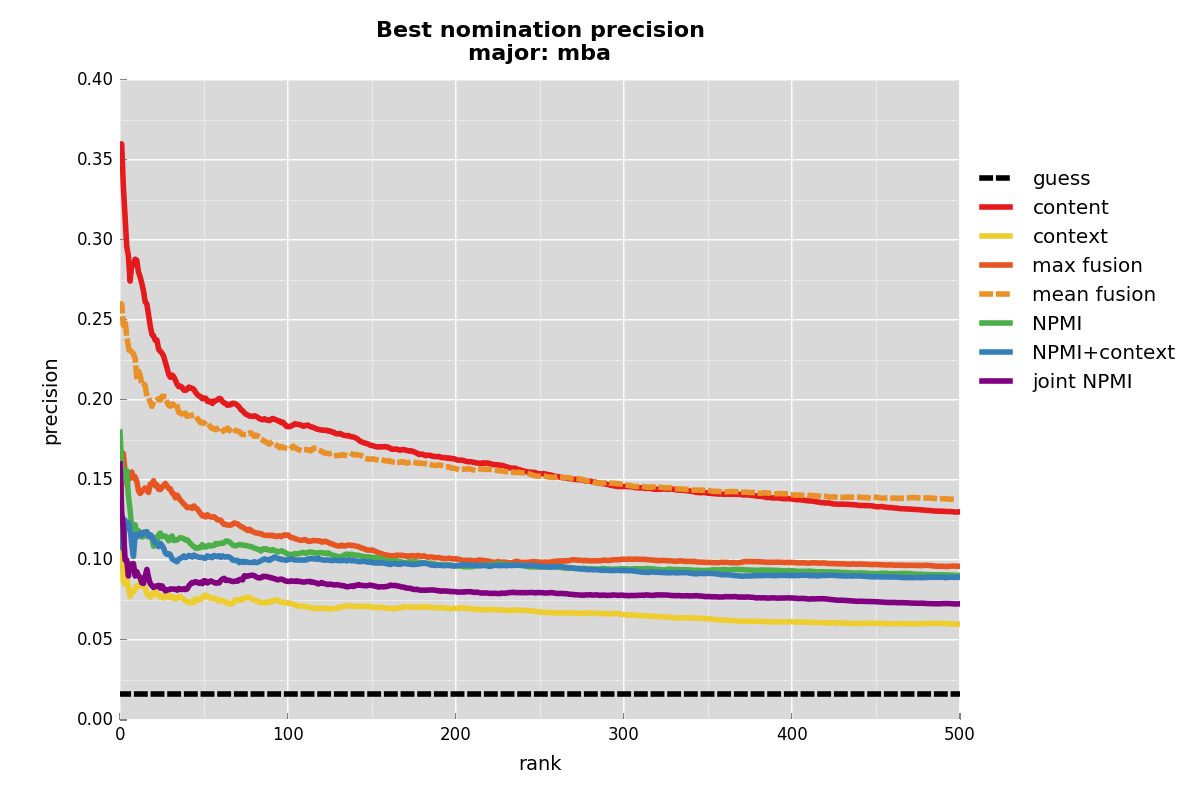 Best nomination precision
major: mba
0.40
0.35
0.30
0.25
0.20
0.15
0.10
0.05
0.00
precision
0 100 200 300 400 500
rank
guess
content
context
max fusion
mean fusion
NPMI
NPMI+context
joint NPMI